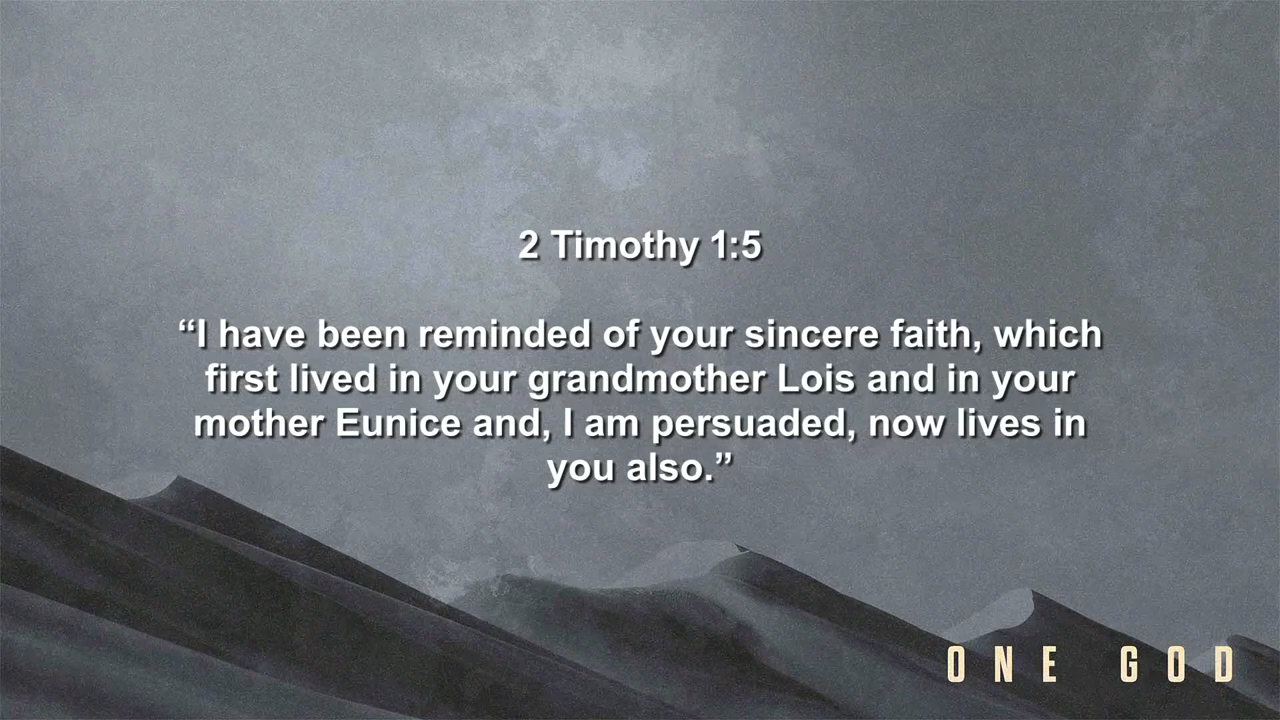 2 Timothy 1:5
“I have been reminded of your sincere faith, which
first lived in your grandmother Lois and in your
mother Eunice and, I am persuaded, now lives in
you also.”
ONE GOD